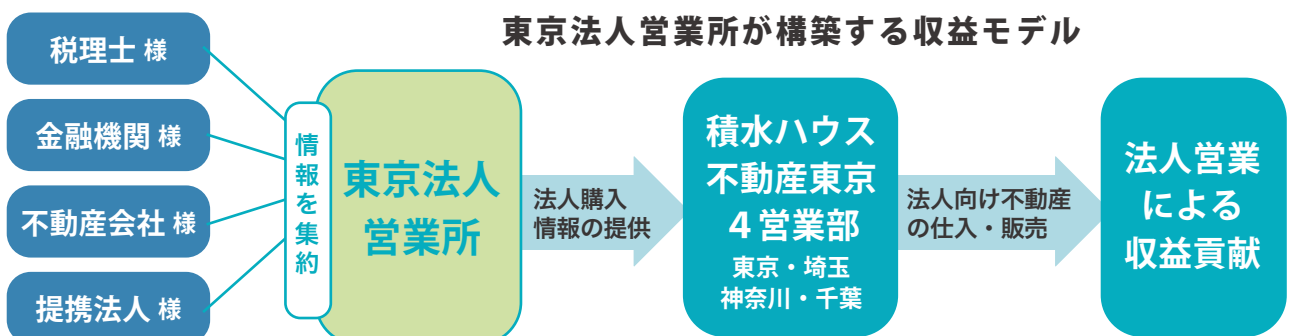 東京法人営業所が構築する収益モデル
税理士 様
金融機関 様
不動産会社 様
提携法人 様
情報を集約
東京法人
営業所
法人購入
情報の提供
積水ハウス
不動産東京
4営業部
東京・埼玉
神奈川・千葉
法人向け不動産
の仕入・販売
法人営業
による
収益貢献